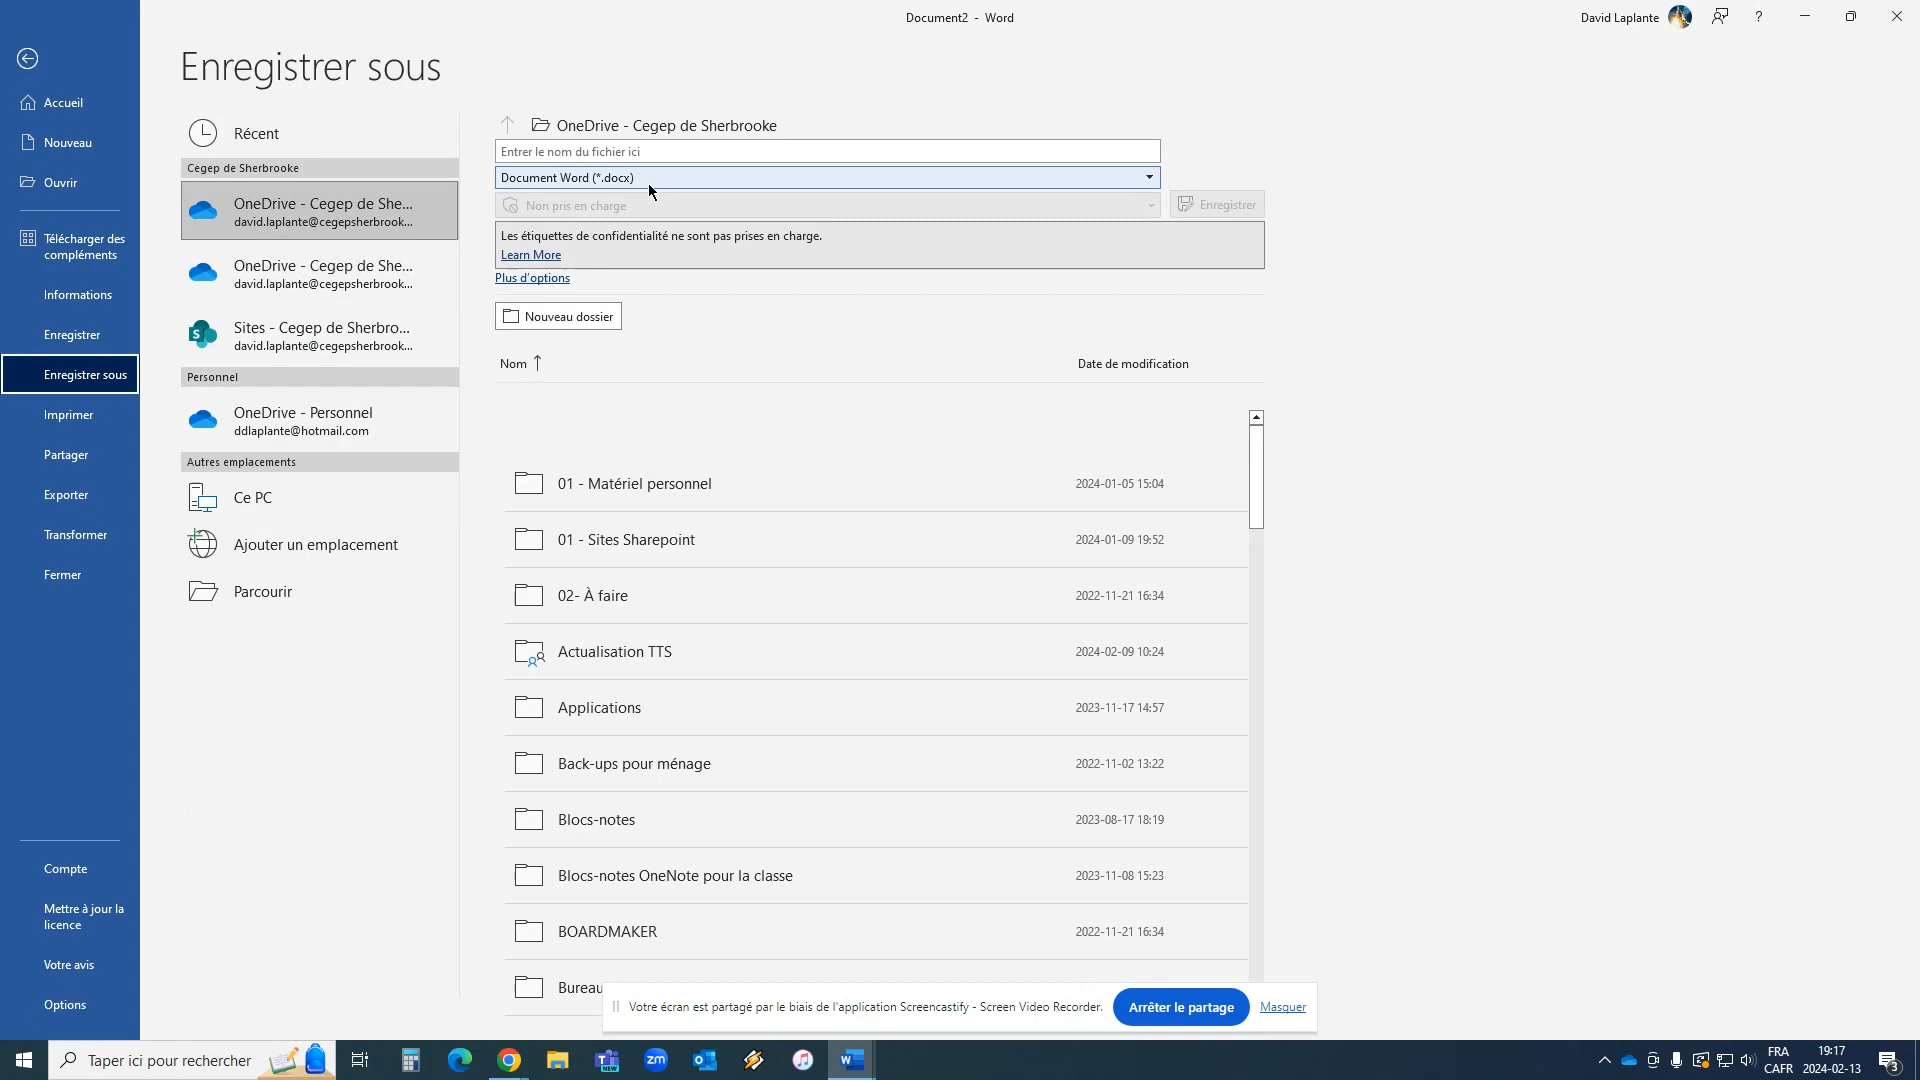 Document2 - Word
David Laplante
?
Enregistrer sous
Accueil
Nouveau
Ouvrir
Télécharger des
compléments
Informations
Enregistrer
Enregistrer sous
Imprimer
Partager
Exporter
Transformer
Fermer
Compte
Mettre à jour la
licence
Votre avis
Options
Récent
Cegep de Sherbrooke
OneDrive - Cegep de She...
david.laplante@cegepsherbrook...
OneDrive - Cegep de She...
david.laplante@cegepsherbrook...
S
Sites - Cegep de Sherbro...
david.laplante@cegepsherbrook...
Personnel
OneDrive - Personnel
ddlaplante@hotmail.com
Autres emplacements
Ce PC
Ajouter un emplacement
Parcourir
OneDrive - Cegep de Sherbrooke
Entrer le nom du fichier ici
Document Word (*.docx)
Non pris en charge
Enregistrer
Les étiquettes de confidentialité ne sont pas prises en charge.
Learn More
Plus d'options
Nouveau dossier
Nom Date de modification
01 - Matériel personnel 2024-01-05 15:04
01 - Sites Sharepoint 2024-01-09 19:52
02- À faire 2022-11-21 16:34
Actualisation TTS 2024-02-09 10:24
Applications 2023-11-17 14:57
Back-ups pour ménage 2022-11-02 13:22
Blocs-notes 2023-08-17 18:19
Blocs-notes OneNote pour la classe 2023-11-08 15:23
BOARDMAKER 2022-11-21 16:34
Bureau
Votre écran est partagé par le biais de l'application Screencastify - Screen Video Recorder. Arrêter le partage Masquer
Taper ici pour rechercher
NEW
zm
FRA
CAFR
19:17
2024-02-13
3